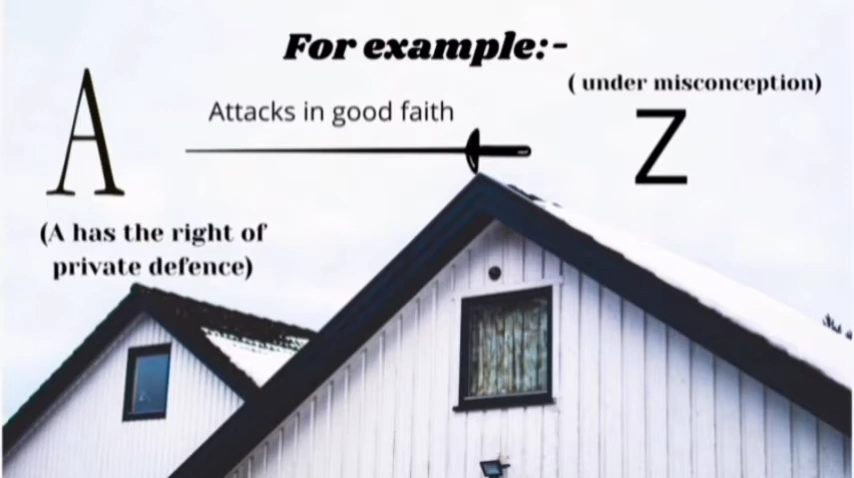 For example:-
( under misconception)
Attacks in good faith
A
Z
(A has the right of
private defence)